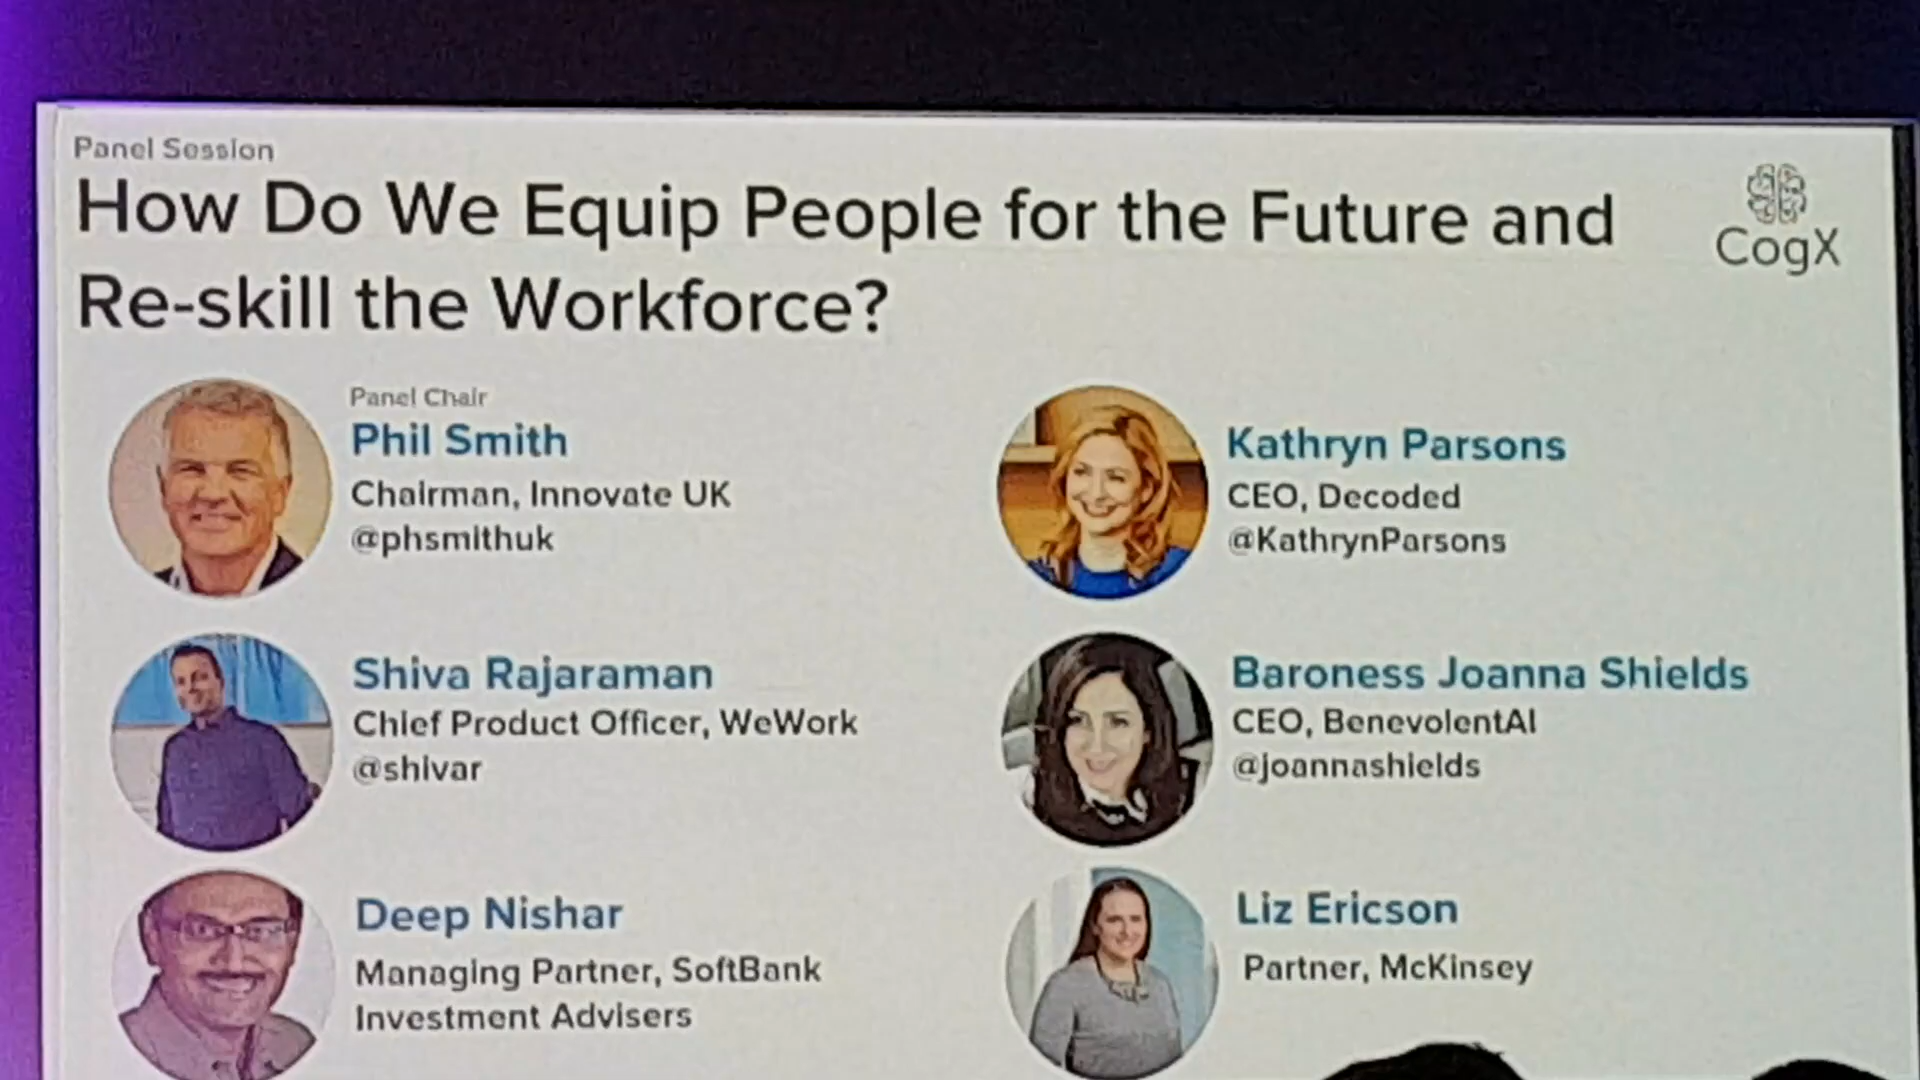 Panel Session
How Do We Equip People for the Future and
Re-skill the Workforce?
CogX
Panel Chair
Phil Smith
Chairman, Innovate UK
@phsmithuk
Kathryn Parsons
CEO, Decoded
@KathrynParsons
Shiva Rajaraman
Chief Product Officer, WeWork
@shivar
Baroness Joanna Shields
CEO, BenevolentAI
@joannashields
Deep Nishar
Managing Partner, SoftBank
Investment Advisers
Liz Ericson
Partner, McKinsey